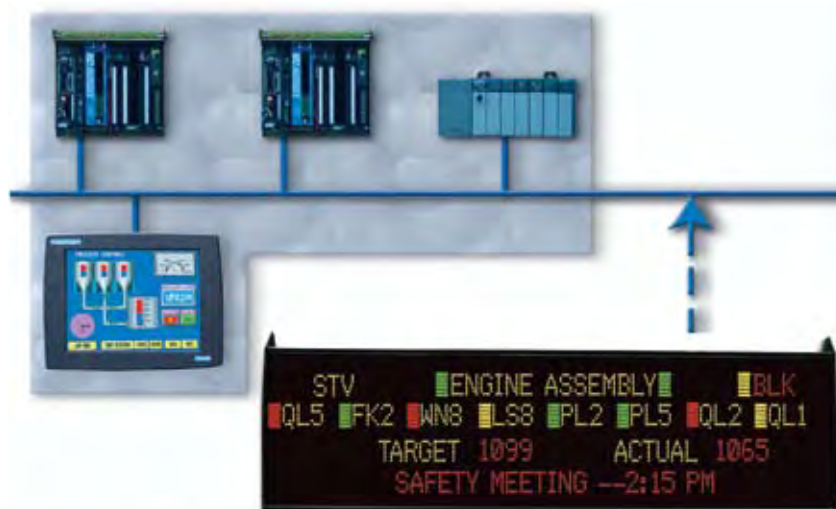 STV ENGINE ASSEMBLY BLK
QL5 FK2 WN8 LS8 PL2 PL5 QL2 QL1
TARGET 1099 ACTUAL 1065
SAFETY MEETING --2:15 PM